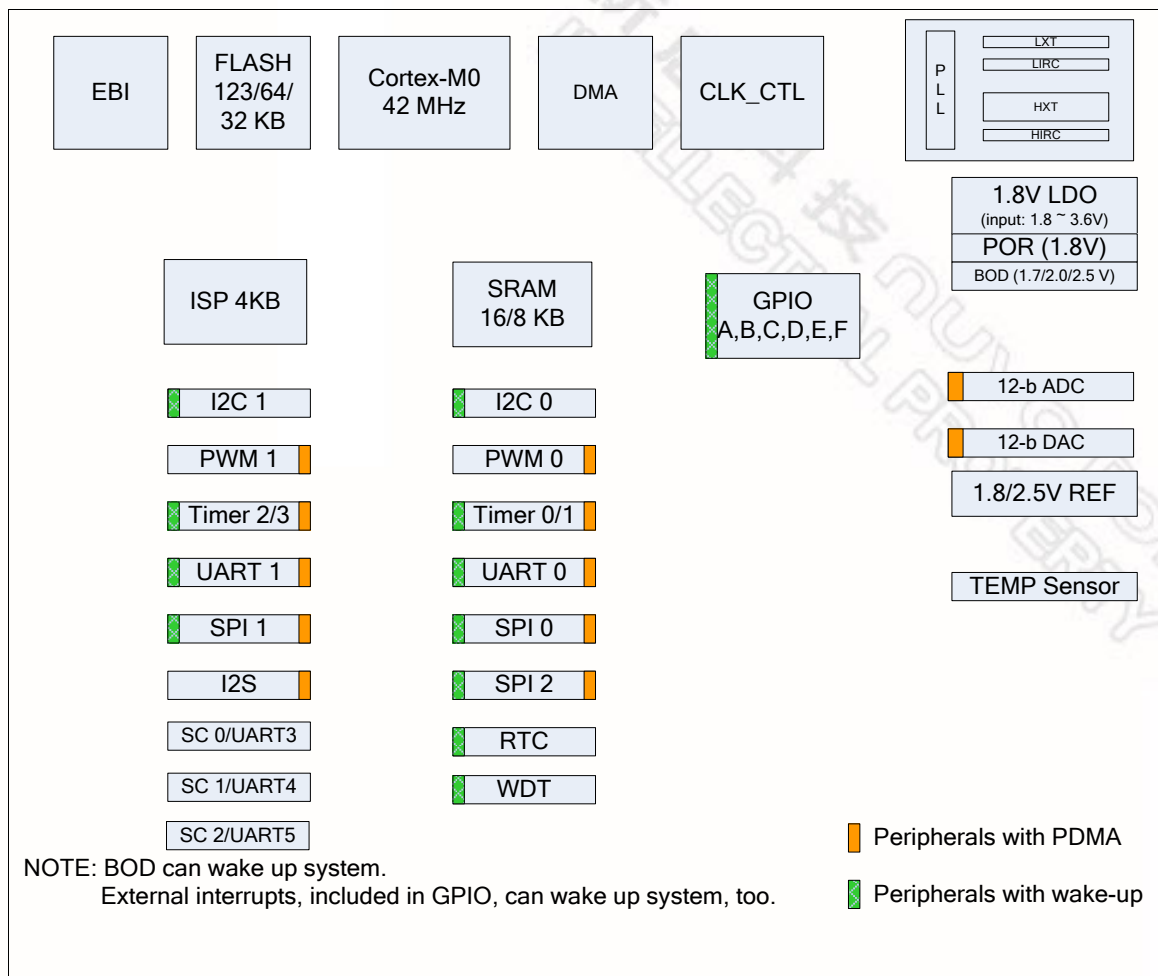 EBI
FLASH
123/64/
32 KB
Cortex-M0
42 MHz
DMA
CLK_CTL
P
L
L
LXT
LIRC
HXT
HIRC
1.8V LDO
(input: 1.8 ~ 3.6V)
POR (1.8V)
BOD (1.7/2.0/2.5 V)
ISP 4KB
SRAM
16/8 KB
GPIO
A,B,C,D,E,F
I2C 1
I2C 0
12-b ADC
PWM 1
PWM 0
12-b DAC
1.8/2.5V REF
Timer 2/3
Timer 0/1
UART 1
UART 0
TEMP Sensor
SPI 1
SPI 0
I2S
SPI 2
SC 0/UART3
RTC
SC 1/UART4
WDT
SC 2/UART5
Peripherals with PDMA
NOTE: BOD can wake up system.
External interrupts, included in GPIO, can wake up system, too.
Peripherals with wake-up